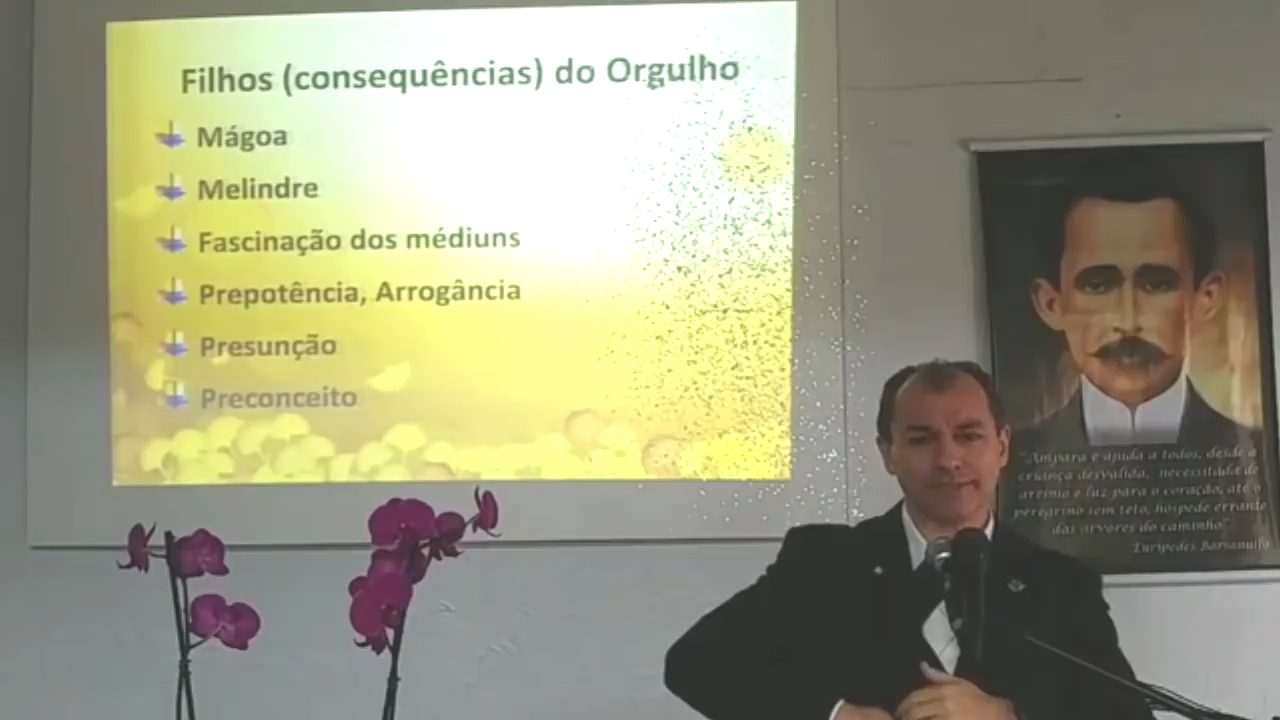 Filhos (consequências) do Orgulho
Mágoa
Melindre
Fascinação dos médiuns
Prepotência, Arrogância
Presunção
Preconceito
"Ampara e ajuda a todos, desde a
criança desvalida, necessitada de
arrimo e luz para o coração, até o
peregrino sem teto, hóspede errante
das árvores do caminho".
Eurípedes Barsanulfo